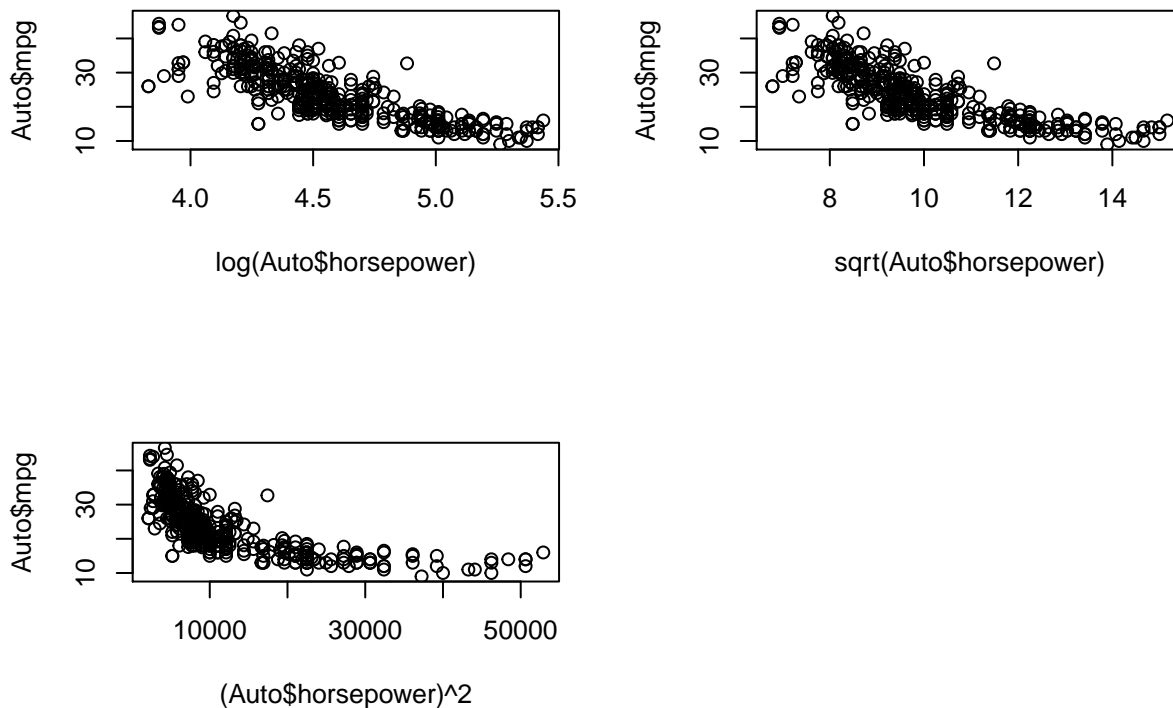 Auto$mpg
10
30
4.0
4.5
5.0
5.5
log(Auto$horsepower)
Auto$mpg
10
30
8
10
12
14
sqrt(Auto$horsepower)
Auto$mpg
10
30
10000
30000
50000
(Auto$horsepower)^2